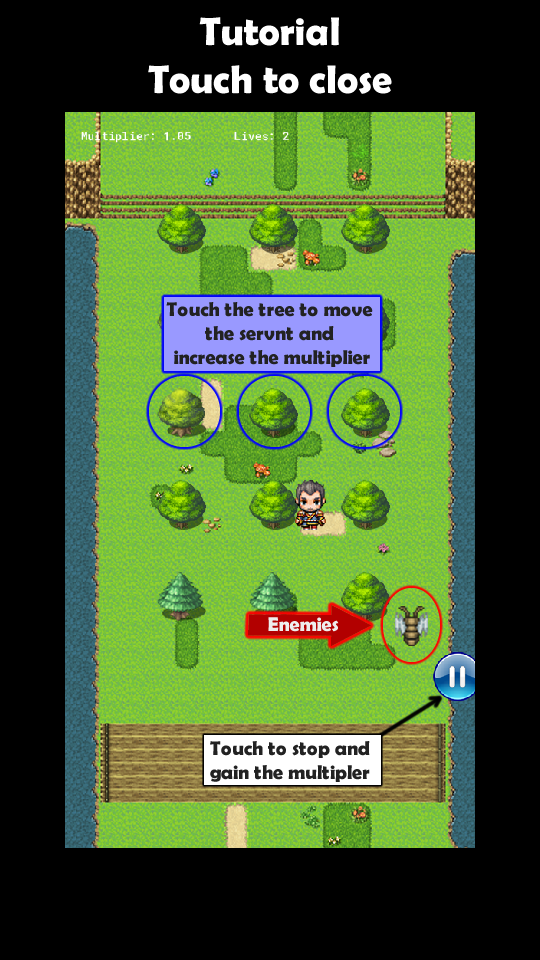 Tutorial
Touch to close
Multiplier: 1.05 Lives: 2
Touch the tree to move
the servnt and
increase the multiplier
Enemies
Touch to stop and
gain the multipler